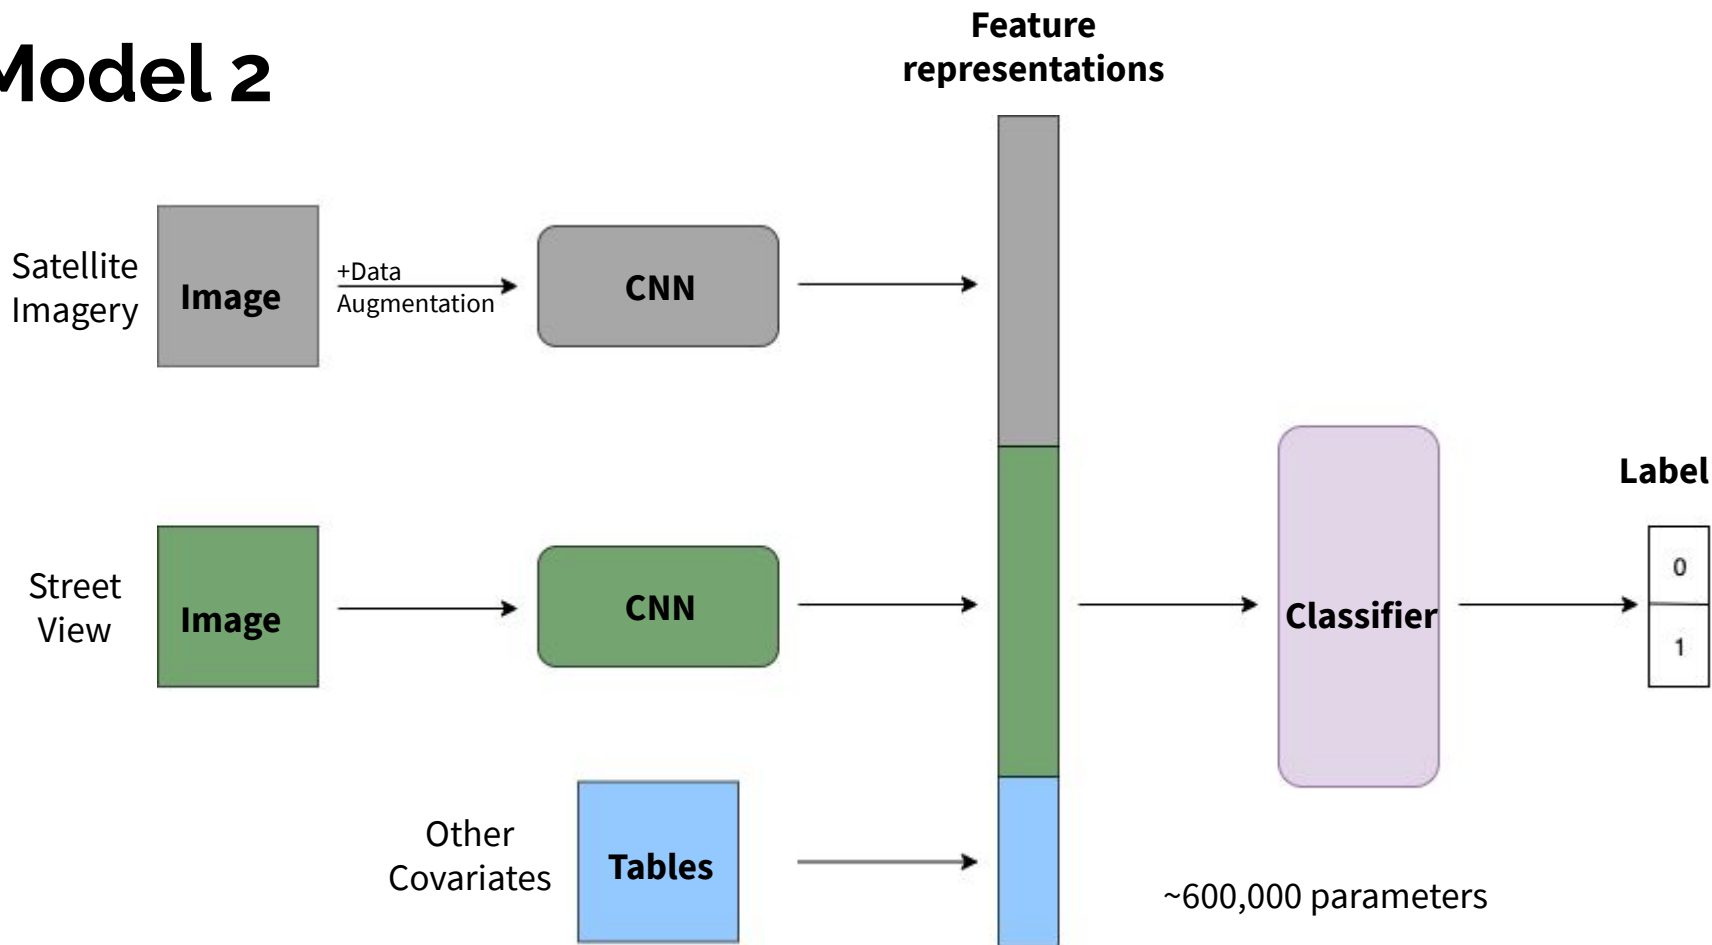 Model 2
Feature
representations
Satellite
Imagery
Image
+Data
Augmentation
CNN
Street
View
Image
CNN
Classifier
Label
0
1
Other
Covariates
Tables
~600,000 parameters